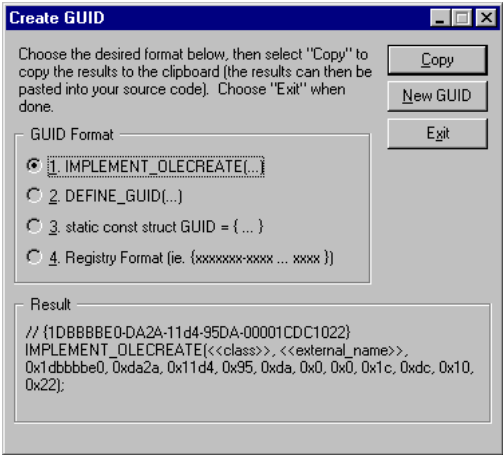 Create GUID
Choose the desired format below, then select "Copy" to
copy the results to the clipboard (the results can then be
pasted into your source code).  Choose "Exit" when
done.
Copy
New GUID
Exit
GUID Format
1. IMPLEMENT_OLECREATE(...)
2. DEFINE_GUID(...)
3. static const struct GUID = { ... }
4. Registry Format (ie. {xxxxxxx-xxxx ... xxxx })
Result
// {1DBBBBE0-DA2A-11d4-95DA-00001CDC1022}
IMPLEMENT_OLECREATE(<<class>>, <<external_name>>,
0x1dbbbbe0, 0xda2a, 0x11d4, 0x95, 0xda, 0x0, 0x0, 0x1c, 0xdc, 0x10,
0x22);